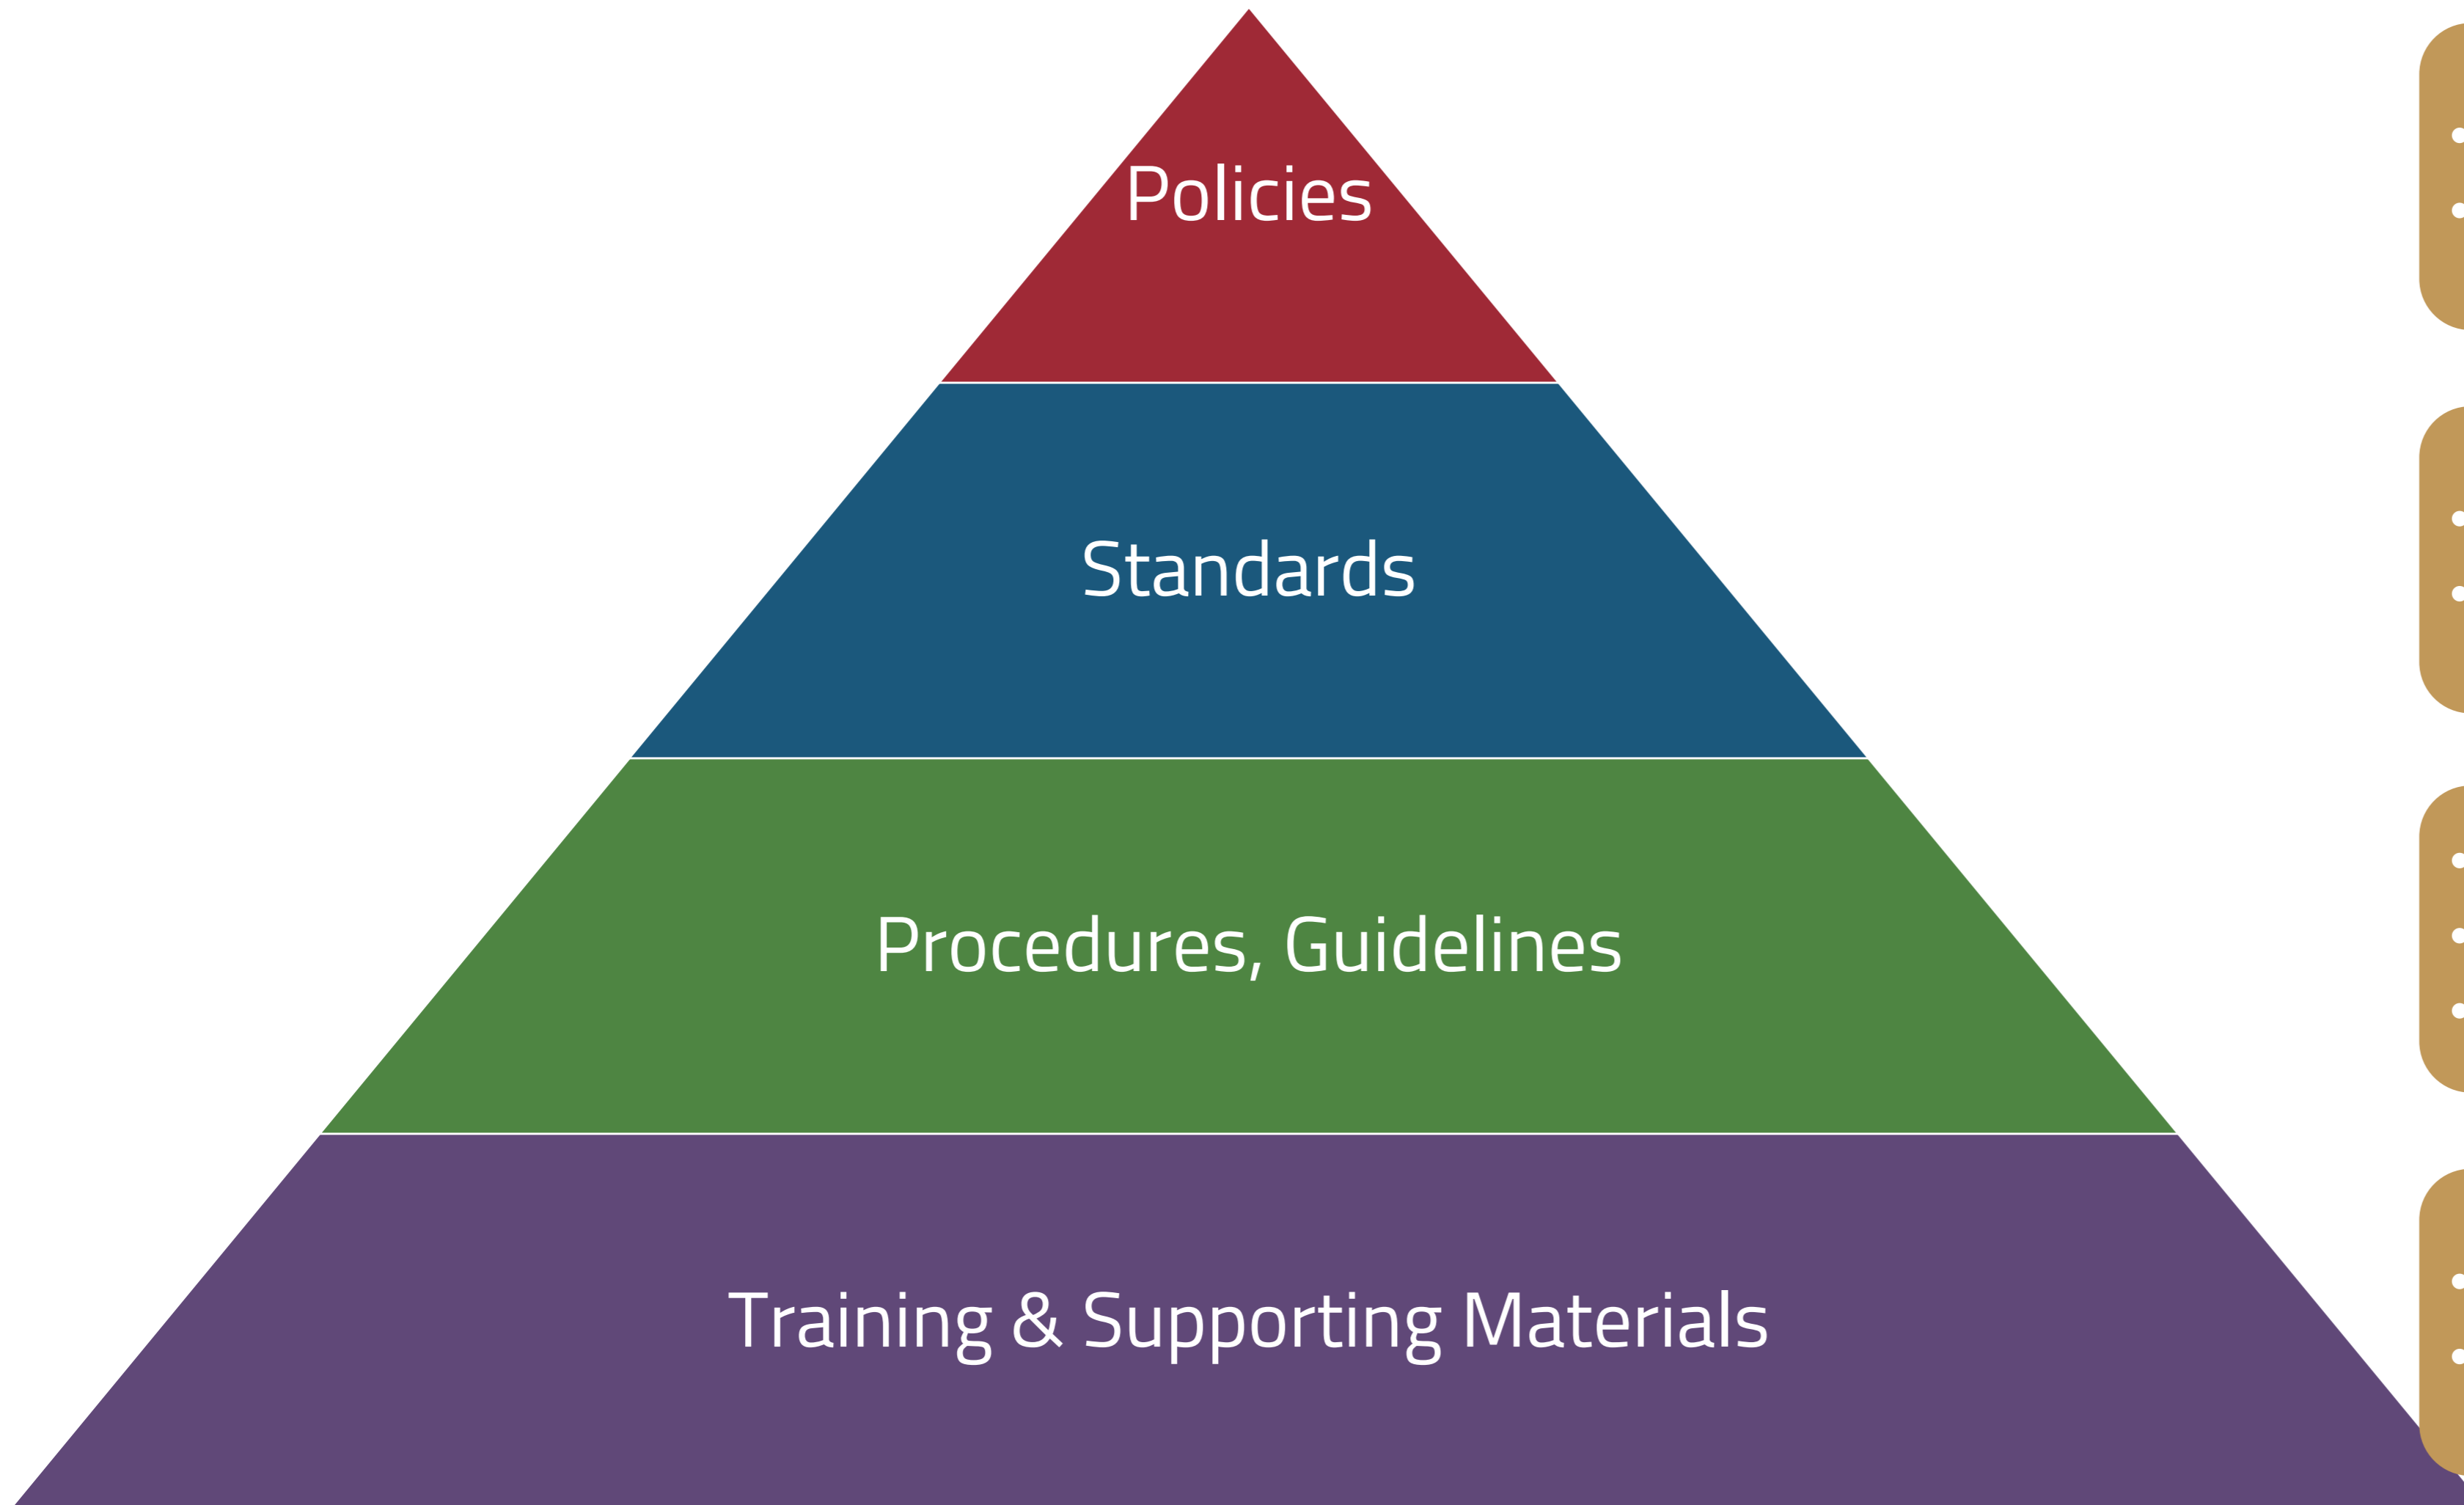 Policies
Standards
Procedures, Guidelines
Training & Supporting Materials